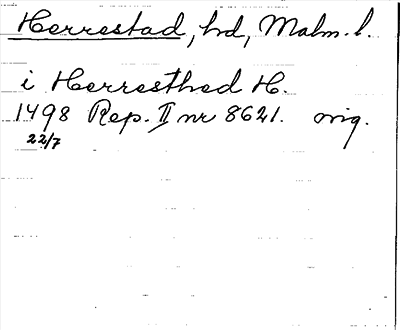 Herrestad, hd, Malm. l.
i Herresthed H.
1498 Rep. II nr 8621. orig.
22/7